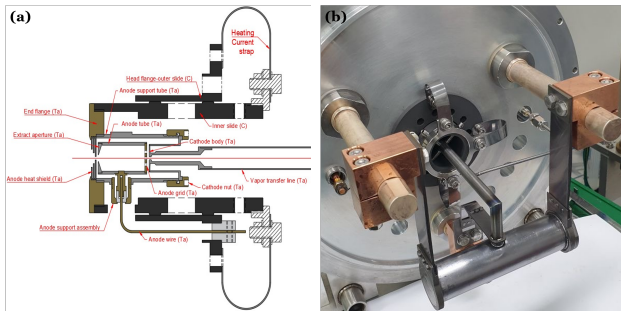 (a)
Heating
Current
strap
Head flange-outer slide (C)
Anode support tube (Ta)
End flange (Ta)
Anode tube (Ta)
Inner slide (C)
Extract aperture (Ta)
Cathode body (Ta)
Anode heat shield (Ta)
Vapor transfer line (Ta)
Cathode nut (Ta)
Anode grid (Ta)
Anode support assembly
Anode wire (Ta)
(b)